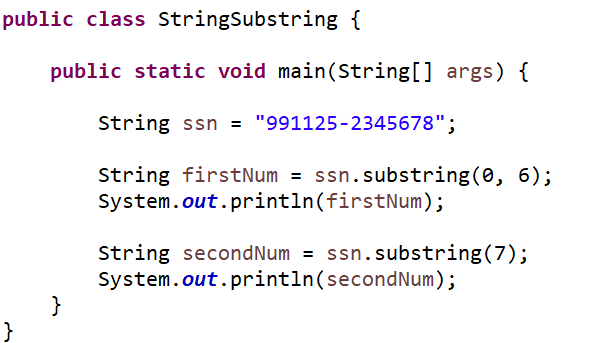 public class StringSubstring {
public static void main(String[] args) {
String ssn = "991125-2345678";
String firstNum = ssn.substring(0, 6);
System.out.println(firstNum);
String secondNum = ssn.substring(7);
System.out.println(secondNum);
}
}